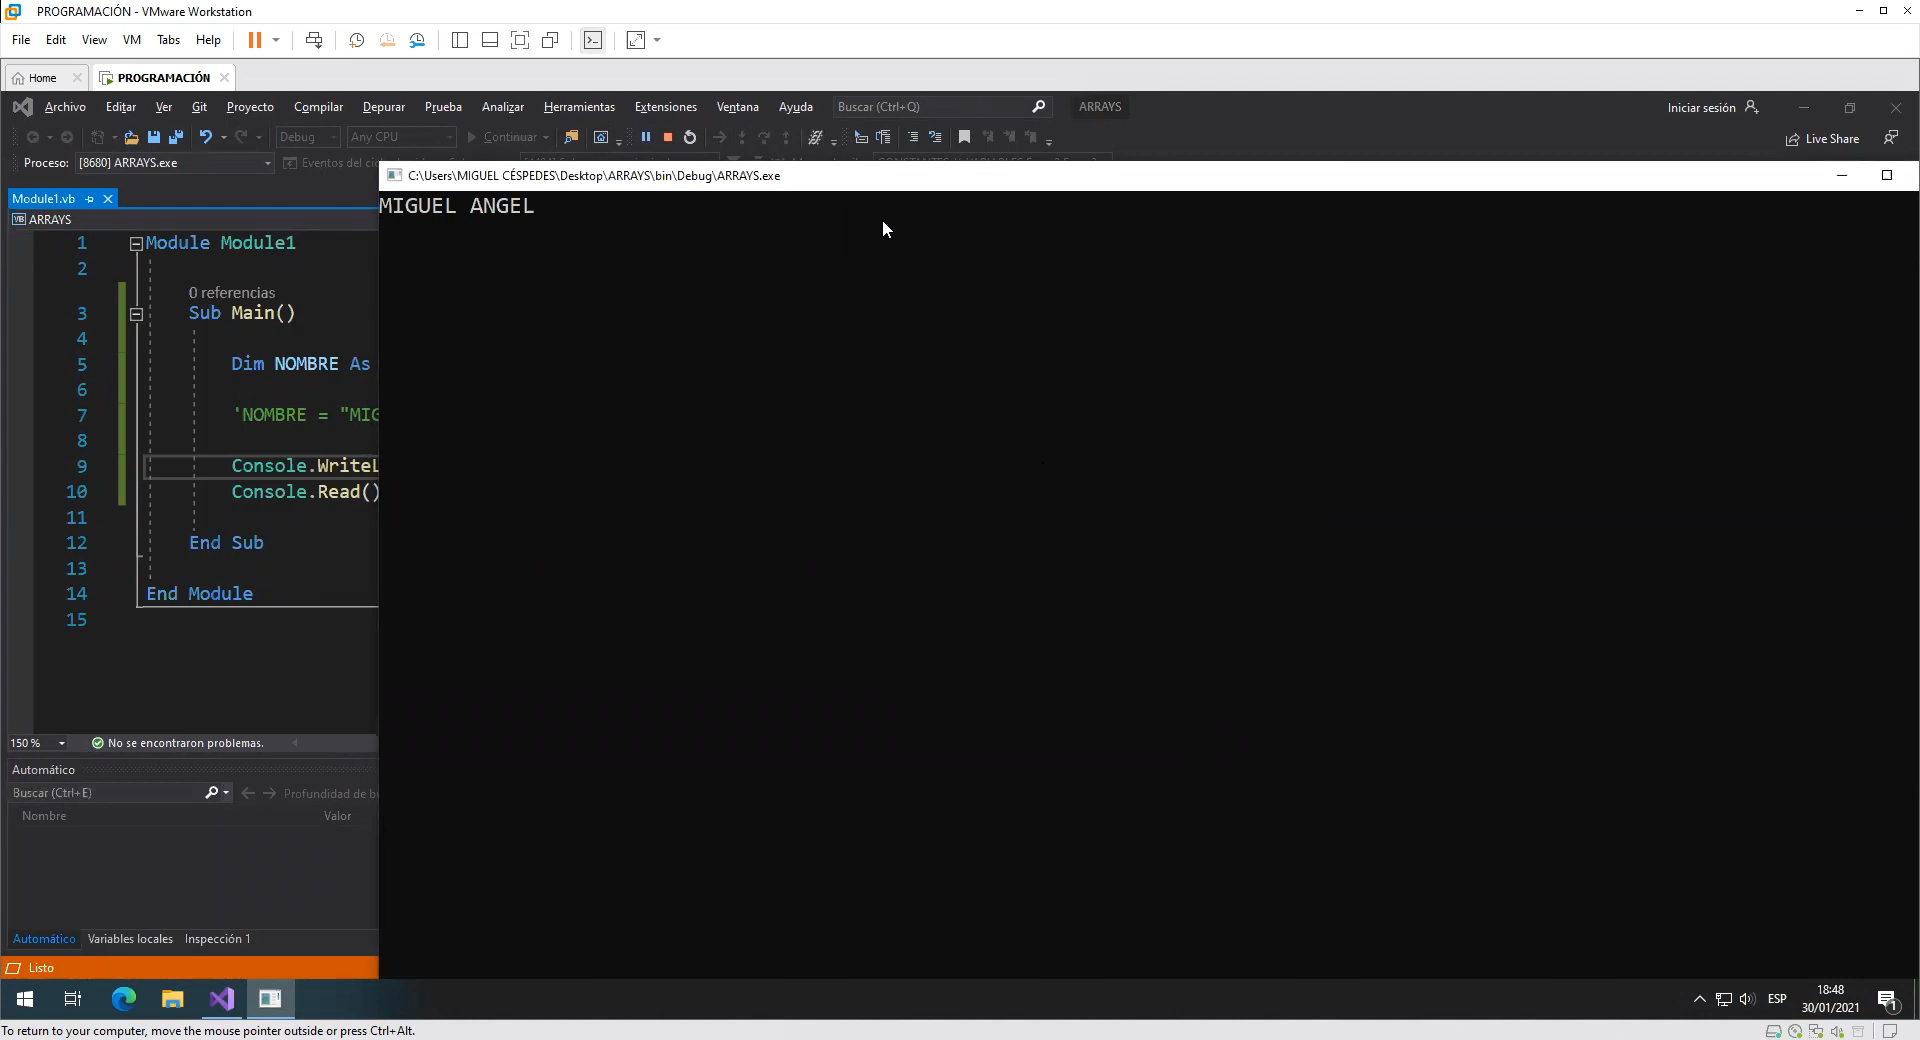 PROGRAMACIÓN - VMware Workstation
File Edit View VM Tabs Help
Home PROGRAMACIÓN
Archivo Editar Ver Git Proyecto Compilar Depurar Prueba Analizar Herramientas Extensiones Ventana Ayuda Buscar (Ctrl+Q) ARRAYS Iniciar sesión
Debug Any CPU Continuar Live Share
Proceso: [8680] ARRAYS.exe
C:\Users\MIGUEL CÉSPEDES\Desktop\ARRAYS\bin\Debug\ARRAYS.exe
MIGUEL ANGEL
Module1.vb
VB ARRAYS
1 Module Module1
2
0 referencias
3 Sub Main()
4
5 Dim NOMBRE As
6
7 'NOMBRE = "MIG
8
9 Console.WriteL
10 Console.Read()
11
12 End Sub
13
14 End Module
15
150 % No se encontraron problemas.
Automático
Buscar (Ctrl+E) Profundidad de
Nombre Valor
Automático Variables locales Inspección 1
Listo
ESP 18:48
30/01/2021 1
To return to your computer, move the mouse pointer outside or press Ctrl+Alt.